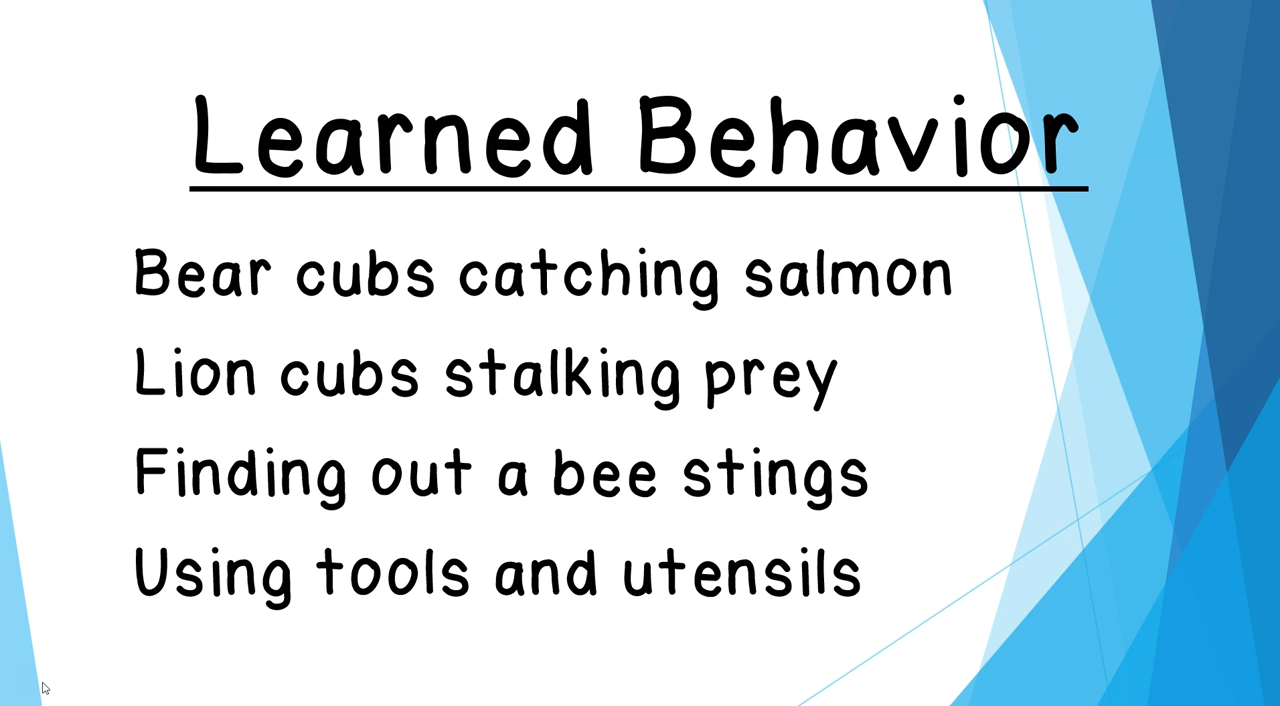 Learned Behavior
Bear cubs catching salmon
Lion cubs stalking prey
Finding out a bee stings
Using tools and utensils